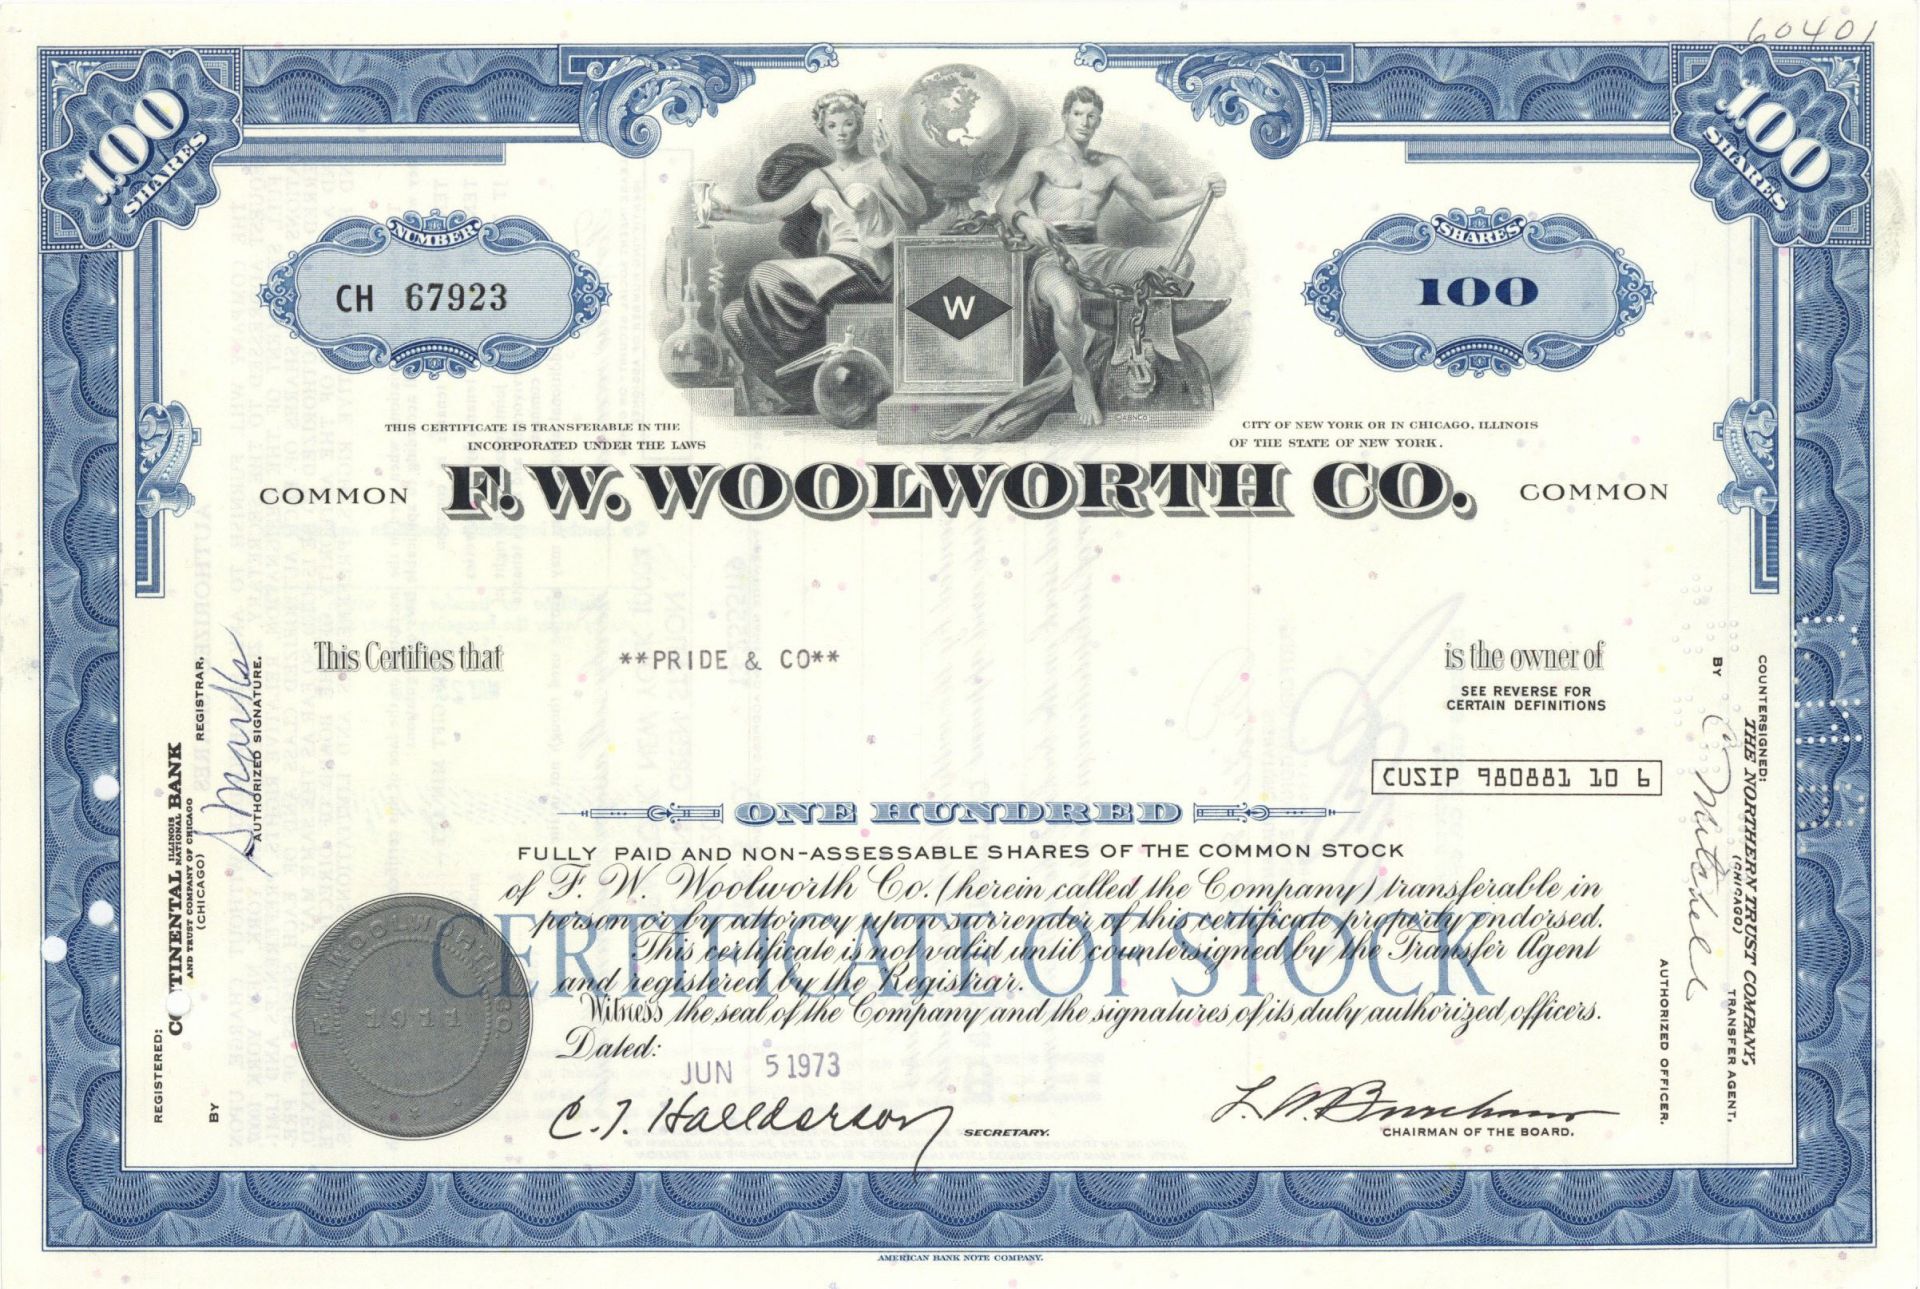 60401
100
SHARES
100
SHARES
NUMBER
CH 67923
SHARES
100
W
©ABNCO
THIS CERTIFICATE IS TRANSFERABLE IN THE CITY OF NEW YORK OR IN CHICAGO, ILLINOIS
INCORPORATED UNDER THE LAWS OF THE STATE OF NEW YORK.
COMMON F. W. WOOLWORTH CO. COMMON
This Certifies that **PRIDE & CO** is the owner of
SEE REVERSE FOR
CERTAIN DEFINITIONS
CUSIP 980881 10 6
ONE HUNDRED
FULLY PAID AND NON-ASSESSABLE SHARES OF THE COMMON STOCK
of F. W. Woolworth Co. (herein called the Company) transferable in
person or by attorney upon surrender of this certificate properly endorsed.
This certificate is not valid until countersigned by the Transfer Agent
and registered by the Registrar.
Witness the seal of the Company and the signatures of its duly authorized officers.
CERTIFICATE OF STOCK
Dated:
JUN 5 1973
SECRETARY.
CHAIRMAN OF THE BOARD.
F. W. WOOLWORTH CO.
1911
REGISTERED:
CONTINENTAL ILLINOIS NATIONAL BANK
AND TRUST COMPANY OF CHICAGO
(CHICAGO) REGISTRAR,
BY
AUTHORIZED SIGNATURE.
COUNTERSIGNED:
THE NORTHERN TRUST COMPANY,
(CHICAGO) TRANSFER AGENT,
BY C Mitchell
AUTHORIZED OFFICER.
AMERICAN BANK NOTE COMPANY.